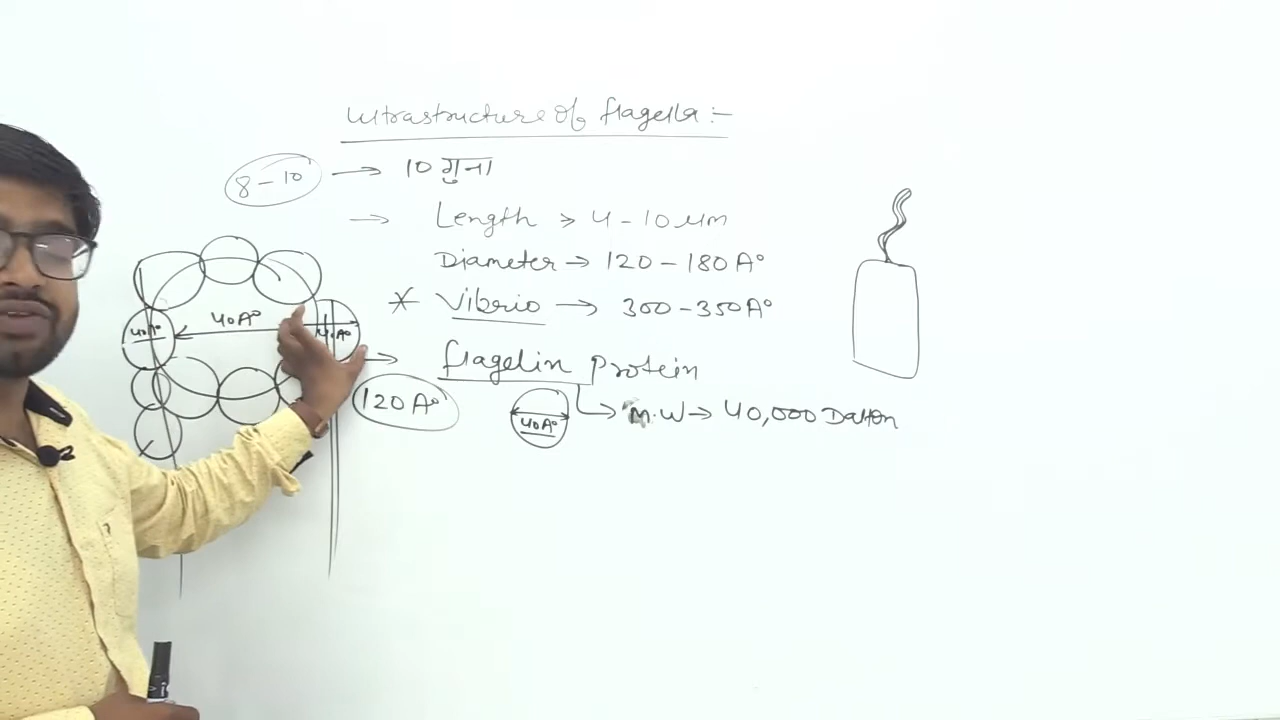 Ultrastructure of flagella :-
8-10 → 10 गुना
→ Length > 4-10 µm
Diameter → 120-180 A°
* Vibrio → 300-350 A°
40A° 40A° 40A°
→ flagelin protein
120 A°
40A° → M.W → 40,000 Dalton